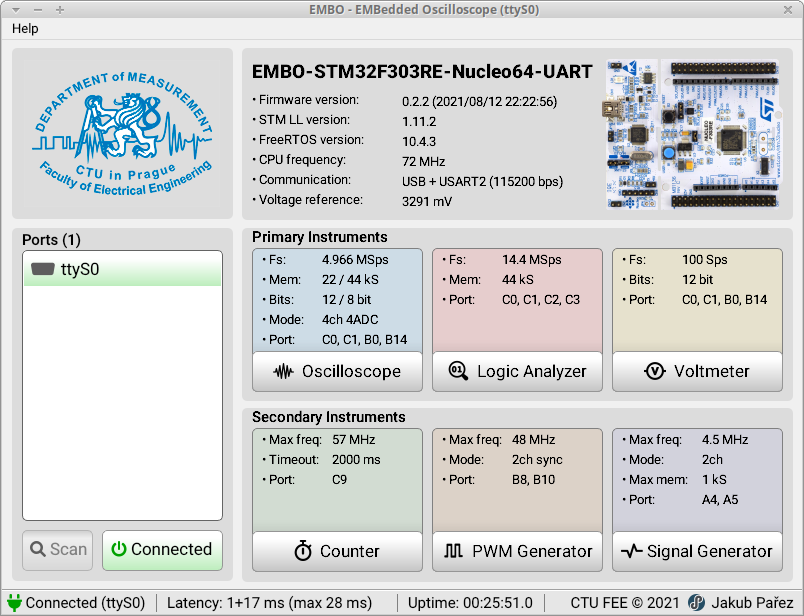 EMBO - EMBedded Oscilloscope (ttyS0)
Help
DEPARTMENT of MEASUREMENT
CTU in Prague
Faculty of Electrical Engineering
EMBO-STM32F303RE-Nucleo64-UART
• Firmware version: 0.2.2 (2021/08/12 22:22:56)
• STM LL version: 1.11.2
• FreeRTOS version: 10.4.3
• CPU frequency: 72 MHz
• Communication: USB + USART2 (115200 bps)
• Voltage reference: 3291 mV
Ports (1)
ttyS0
Scan
Connected
Primary Instruments
• Fs: 4.966 MSps
• Mem: 22 / 44 kS
• Bits: 12 / 8 bit
• Mode: 4ch 4ADC
• Port: C0, C1, B0, B14
Oscilloscope
• Fs: 14.4 MSps
• Mem: 44 kS
• Port: C0, C1, C2, C3
Logic Analyzer
• Fs: 100 Sps
• Bits: 12 bit
• Port: C0, C1, B0, B14
Voltmeter
Secondary Instruments
• Max freq: 57 MHz
• Timeout: 2000 ms
• Port: C9
Counter
• Max freq: 48 MHz
• Mode: 2ch sync
• Port: B8, B10
PWM Generator
• Max freq: 4.5 MHz
• Mode: 2ch
• Max mem: 1 kS
• Port: A4, A5
Signal Generator
Connected (ttyS0)
Latency: 1+17 ms (max 28 ms)
Uptime: 00:25:51.0
CTU FEE © 2021
Jakub Pařez